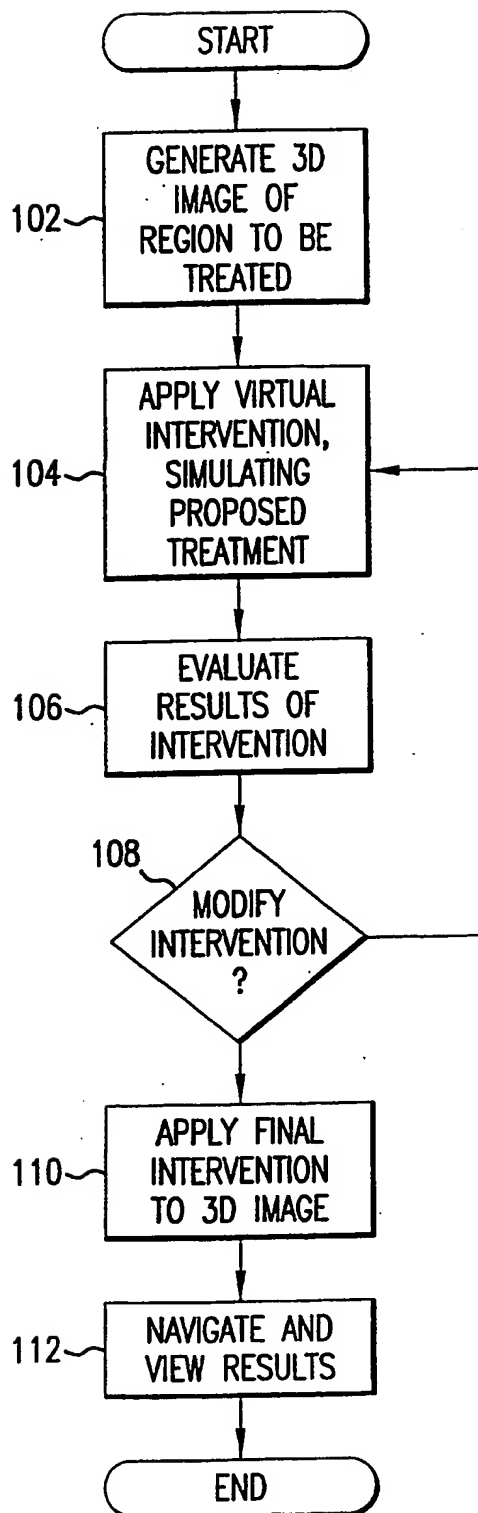 START
102
GENERATE 3D
IMAGE OF
REGION TO BE
TREATED
104
APPLY VIRTUAL
INTERVENTION,
SIMULATING
PROPOSED
TREATMENT
106
EVALUATE
RESULTS OF
INTERVENTION
108
MODIFY
INTERVENTION
?
110
APPLY FINAL
INTERVENTION
TO 3D IMAGE
112
NAVIGATE AND
VIEW RESULTS
END